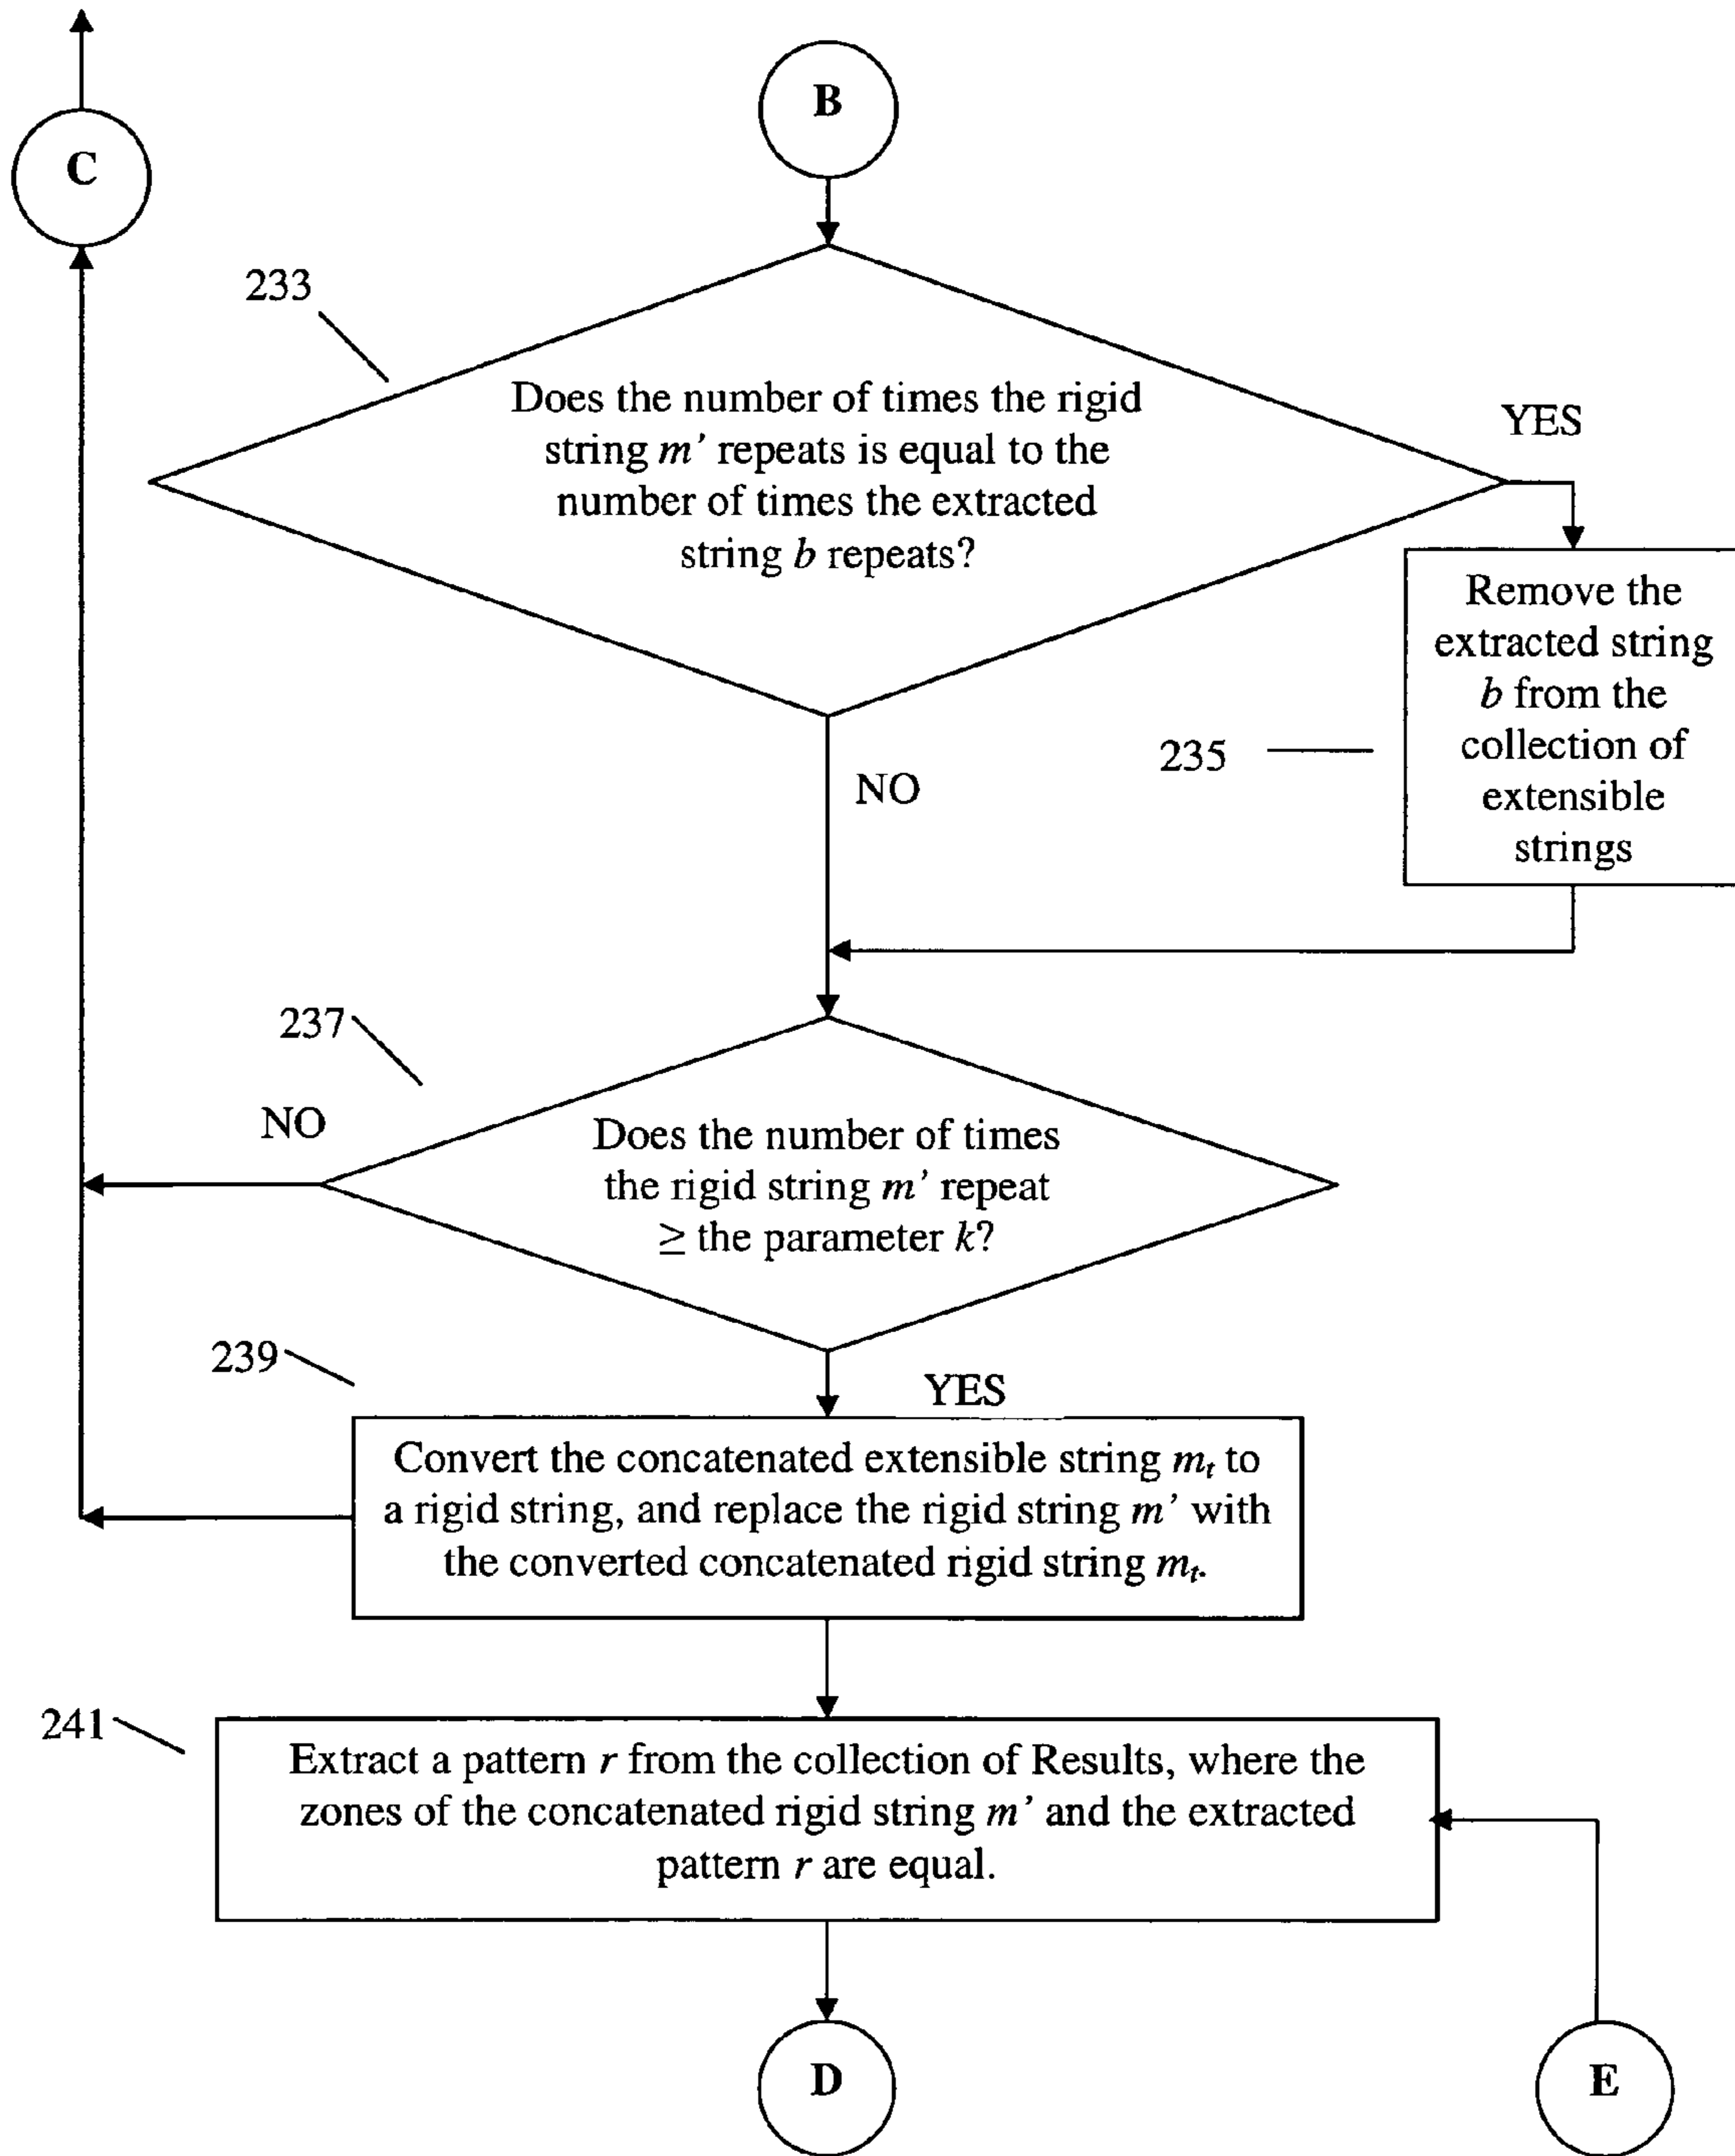 B
C
233
Does the number of times the rigid
string m' repeats is equal to the
number of times the extracted
string b repeats?
YES
Remove the
extracted string
b from the
collection of
extensible
strings
235
NO
237
NO
Does the number of times
the rigid string m' repeat
≥ the parameter k?
239
YES
Convert the concatenated extensible string mt to
a rigid string, and replace the rigid string m' with
the converted concatenated rigid string mt.
241
Extract a pattern r from the collection of Results, where the
zones of the concatenated rigid string m' and the extracted
pattern r are equal.
D
E